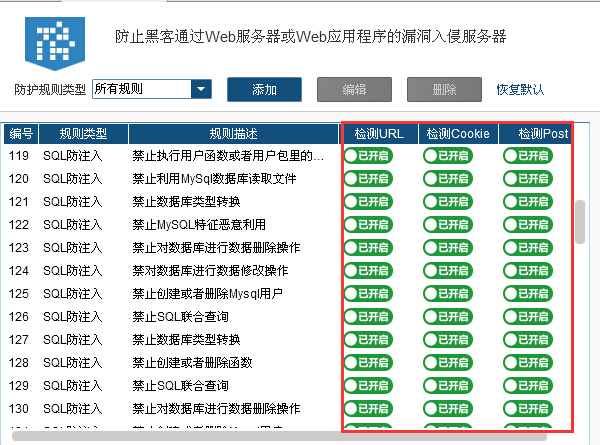 防止黑客通过Web服务器或Web应用程序的漏洞入侵服务器
防护规则类型 所有规则 添加 编辑 删除 恢复默认
编号 规则类型 规则描述 检测URL 检测Cookie 检测Post
119 SQL防注入 禁止执行用户函数或者用户包里的... 已开启 已开启 已开启
120 SQL防注入 禁止利用MySql数据库读取文件 已开启 已开启 已开启
121 SQL防注入 禁止数据库类型转换 已开启 已开启 已开启
122 SQL防注入 禁止MySQL特征恶意利用 已开启 已开启 已开启
123 SQL防注入 禁止对数据库进行数据删除操作 已开启 已开启 已开启
124 SQL防注入 禁对数据库进行数据修改操作 已开启 已开启 已开启
125 SQL防注入 禁止创建或者删除Mysql用户 已开启 已开启 已开启
126 SQL防注入 禁止SQL联合查询 已开启 已开启 已开启
127 SQL防注入 禁止数据库类型转换 已开启 已开启 已开启
128 SQL防注入 禁止创建或者删除函数 已开启 已开启 已开启
129 SQL防注入 禁止SQL联合查询 已开启 已开启 已开启
130 SQL防注入 禁止对数据库进行数据删除操作 已开启 已开启 已开启